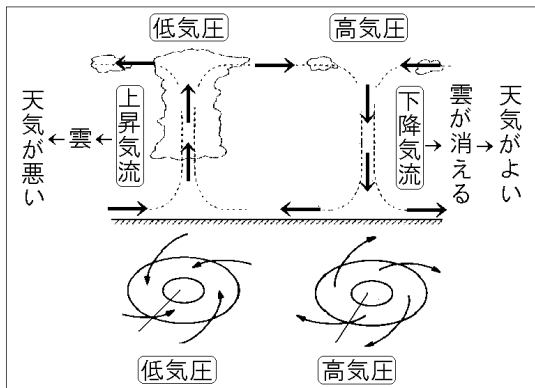 低気圧
高気圧
上昇気流
雲
天気が悪い
下降気流
雲が消える
天気がよい
低気圧
高気圧